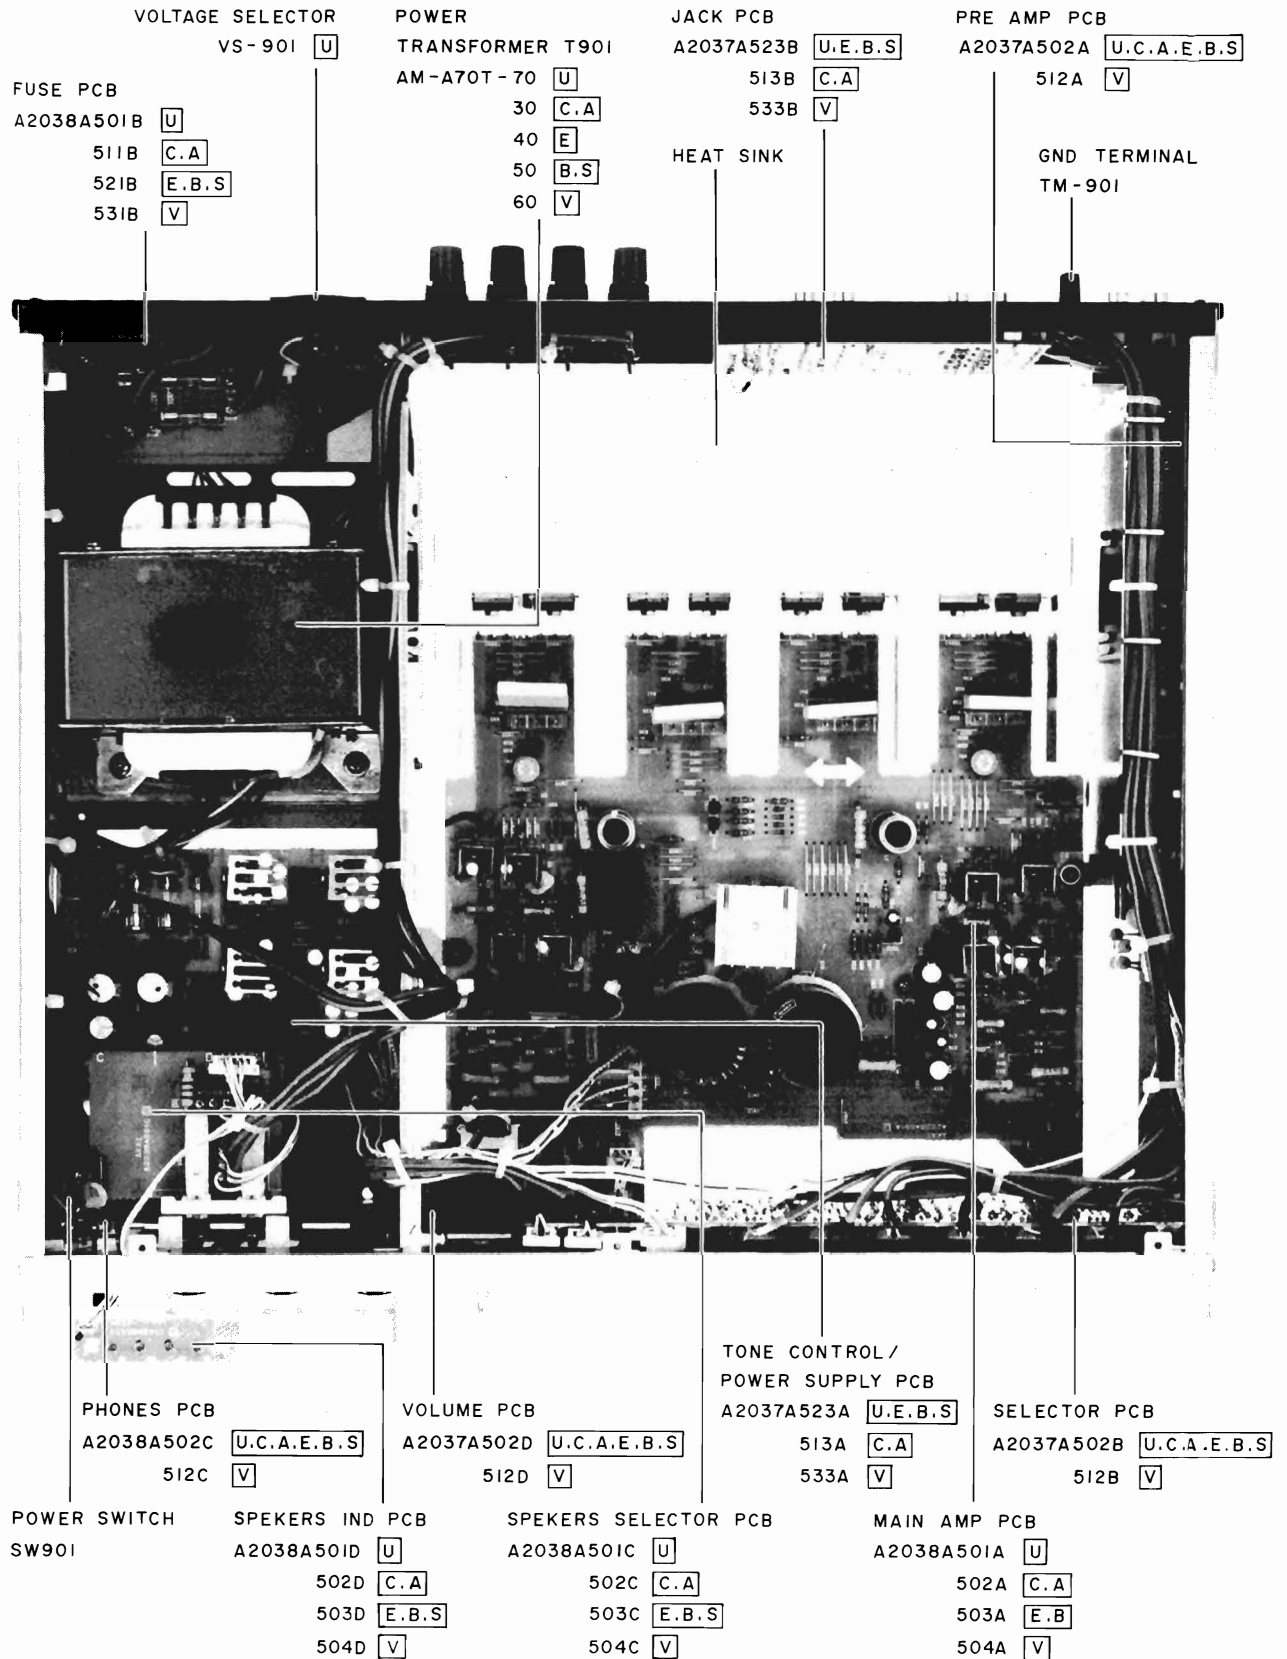 VOLTAGE SELECTOR
VS-901 U
POWER
TRANSFORMER T901
AM-A70T-70 U
30 C.A
40 E
50 B.S
60 V
JACK PCB
A2037A523B U.E.B.S
513B C.A
533B V
PRE AMP PCB
A2037A502A U.C.A.E.B.S
512A V
FUSE PCB
A2038A501B U
511B C.A
521B E.B.S
531B V
HEAT SINK
GND TERMINAL
TM-901
PHONES PCB
A2038A502C U.C.A.E.B.S
512C V
VOLUME PCB
A2037A502D U.C.A.E.B.S
512D V
TONE CONTROL/
POWER SUPPLY PCB
A2037A523A U.E.B.S
513A C.A
533A V
SELECTOR PCB
A2037A502B U.C.A.E.B.S
512B V
POWER SWITCH
SW901
SPEKERS IND PCB
A2038A501D U
502D C.A
503D E.B.S
504D V
SPEKERS SELECTOR PCB
A2038A501C U
502C C.A
503C E.B.S
504C V
MAIN AMP PCB
A2038A501A U
502A C.A
503A E.B
504A V